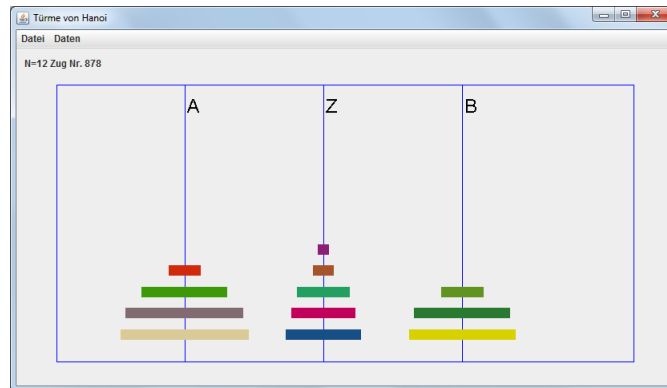 Türme von Hanoi
Datei Daten
N=12 Zug Nr. 878
A Z B